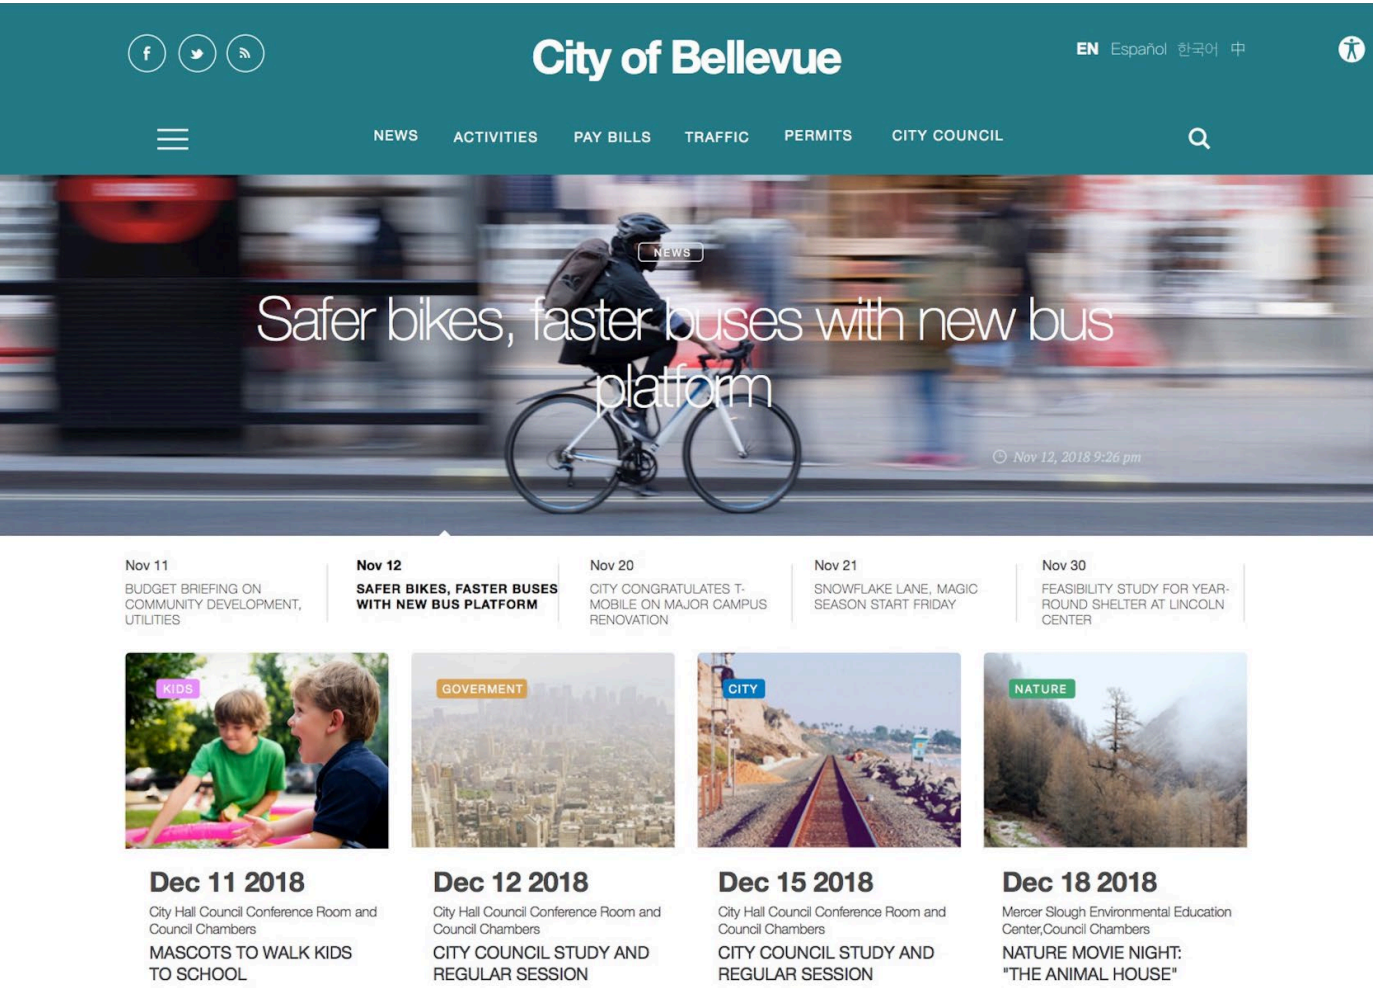 City of Bellevue
EN Español 한국어 中
NEWS ACTIVITIES PAY BILLS TRAFFIC PERMITS CITY COUNCIL
NEWS
Safer bikes, faster buses with new bus
platform
Nov 12, 2018 9:26 pm
Nov 11
BUDGET BRIEFING ON
COMMUNITY DEVELOPMENT,
UTILITIES
Nov 12
SAFER BIKES, FASTER BUSES
WITH NEW BUS PLATFORM
Nov 20
CITY CONGRATULATES T-
MOBILE ON MAJOR CAMPUS
RENOVATION
Nov 21
SNOWFLAKE LANE, MAGIC
SEASON START FRIDAY
Nov 30
FEASIBILITY STUDY FOR YEAR-
ROUND SHELTER AT LINCOLN
CENTER
KIDS
Dec 11 2018
City Hall Council Conference Room and
Council Chambers
MASCOTS TO WALK KIDS
TO SCHOOL
GOVERMENT
Dec 12 2018
City Hall Council Conference Room and
Council Chambers
CITY COUNCIL STUDY AND
REGULAR SESSION
CITY
Dec 15 2018
City Hall Council Conference Room and
Council Chambers
CITY COUNCIL STUDY AND
REGULAR SESSION
NATURE
Dec 18 2018
Mercer Slough Environmental Education
Center,Council Chambers
NATURE MOVIE NIGHT:
"THE ANIMAL HOUSE"